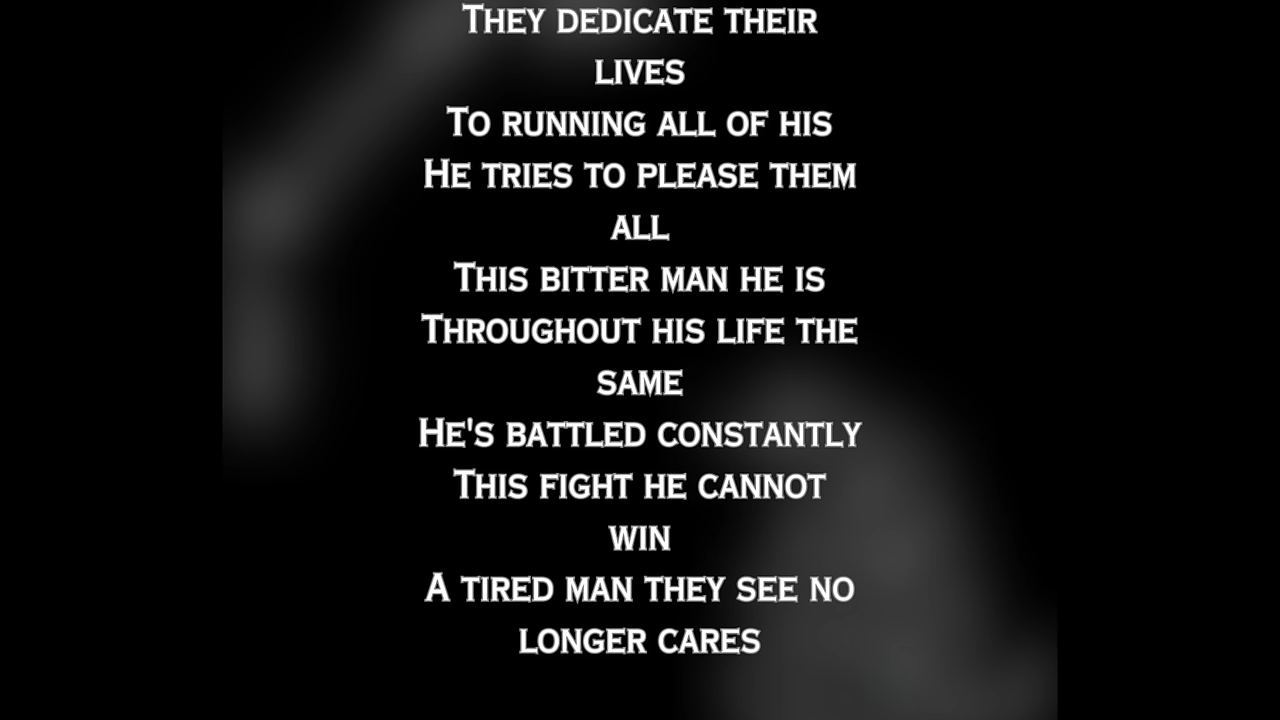 They dedicate their
lives
To running all of his
He tries to please them
all
This bitter man he is
Throughout his life the
same
He's battled constantly
This fight he cannot
win
A tired man they see no
longer cares